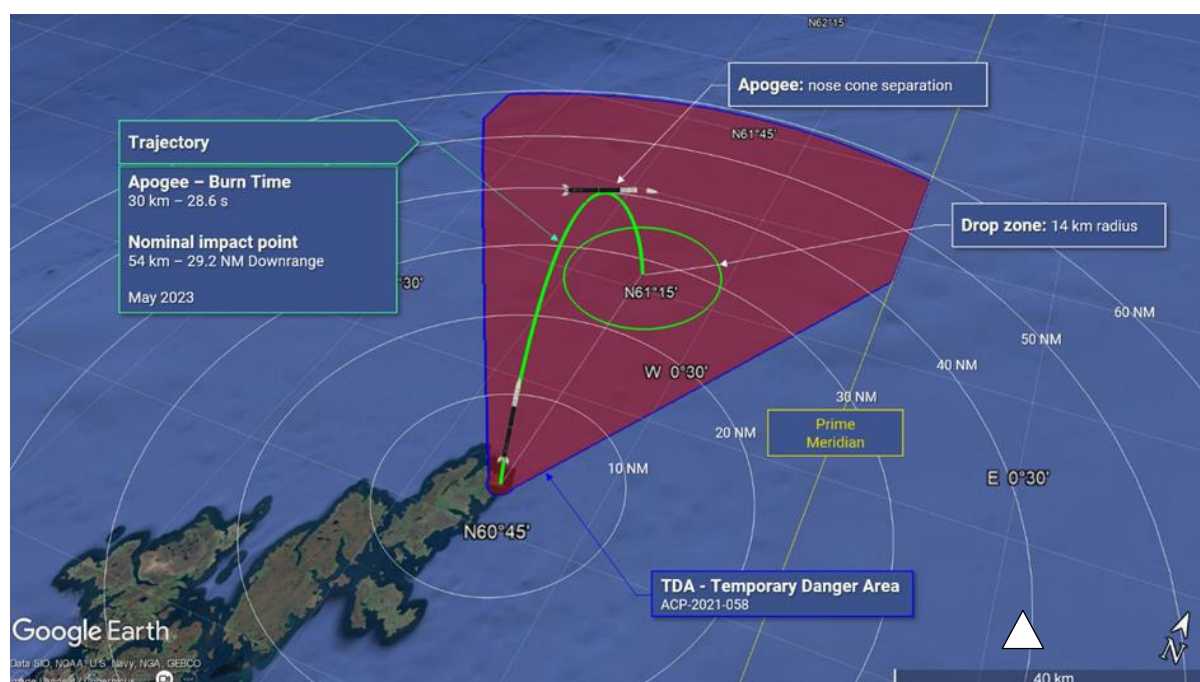 N62°15'
Apogee: nose cone separation
N61°45'
Trajectory
Apogee – Burn Time
30 km – 28.6 s
Nominal impact point
54 km – 29.2 NM Downrange
May 2023
30'
Drop zone: 14 km radius
N61°15'
60 NM
50 NM
40 NM
W 0°30'
30 NM
Prime
Meridian
20 NM
10 NM
E 0°30'
N60°45'
TDA - Temporary Danger Area
ACP-2021-058
Google Earth
Data SIO, NOAA, U.S. Navy, NGA, GEBCO
N
40 km